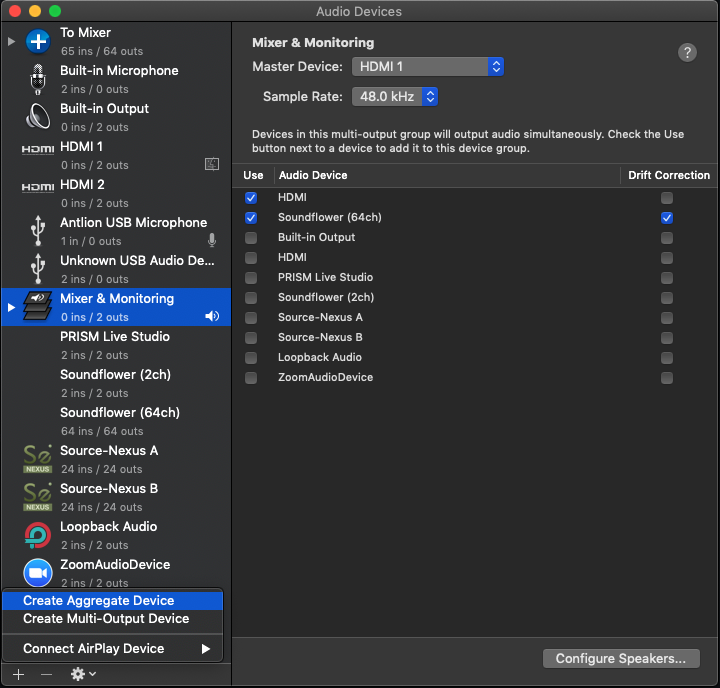 Audio Devices
To Mixer
65 ins / 64 outs
Built-in Microphone
2 ins / 0 outs
Built-in Output
0 ins / 2 outs
HDMI 1
0 ins / 2 outs
HDMI 2
0 ins / 2 outs
Antlion USB Microphone
1 in / 0 outs
Unknown USB Audio De...
2 ins / 0 outs
Mixer & Monitoring
0 ins / 2 outs
PRISM Live Studio
2 ins / 2 outs
Soundflower (2ch)
2 ins / 2 outs
Soundflower (64ch)
64 ins / 64 outs
Source-Nexus A
24 ins / 24 outs
Source-Nexus B
24 ins / 24 outs
Loopback Audio
2 ins / 2 outs
ZoomAudioDevice
2 ins / 2 outs
Create Aggregate Device
Create Multi-Output Device
Connect AirPlay Device
HDMI
HDMI
Se
NEXUS
Se
NEXUS
Mixer & Monitoring
?
Master Device: HDMI 1
Sample Rate: 48.0 kHz
Devices in this multi-output group will output audio simultaneously. Check the Use
button next to a device to add it to this device group.
Use Audio Device Drift Correction
HDMI
Soundflower (64ch)
Built-in Output
HDMI
PRISM Live Studio
Soundflower (2ch)
Source-Nexus A
Source-Nexus B
Loopback Audio
ZoomAudioDevice
Configure Speakers...